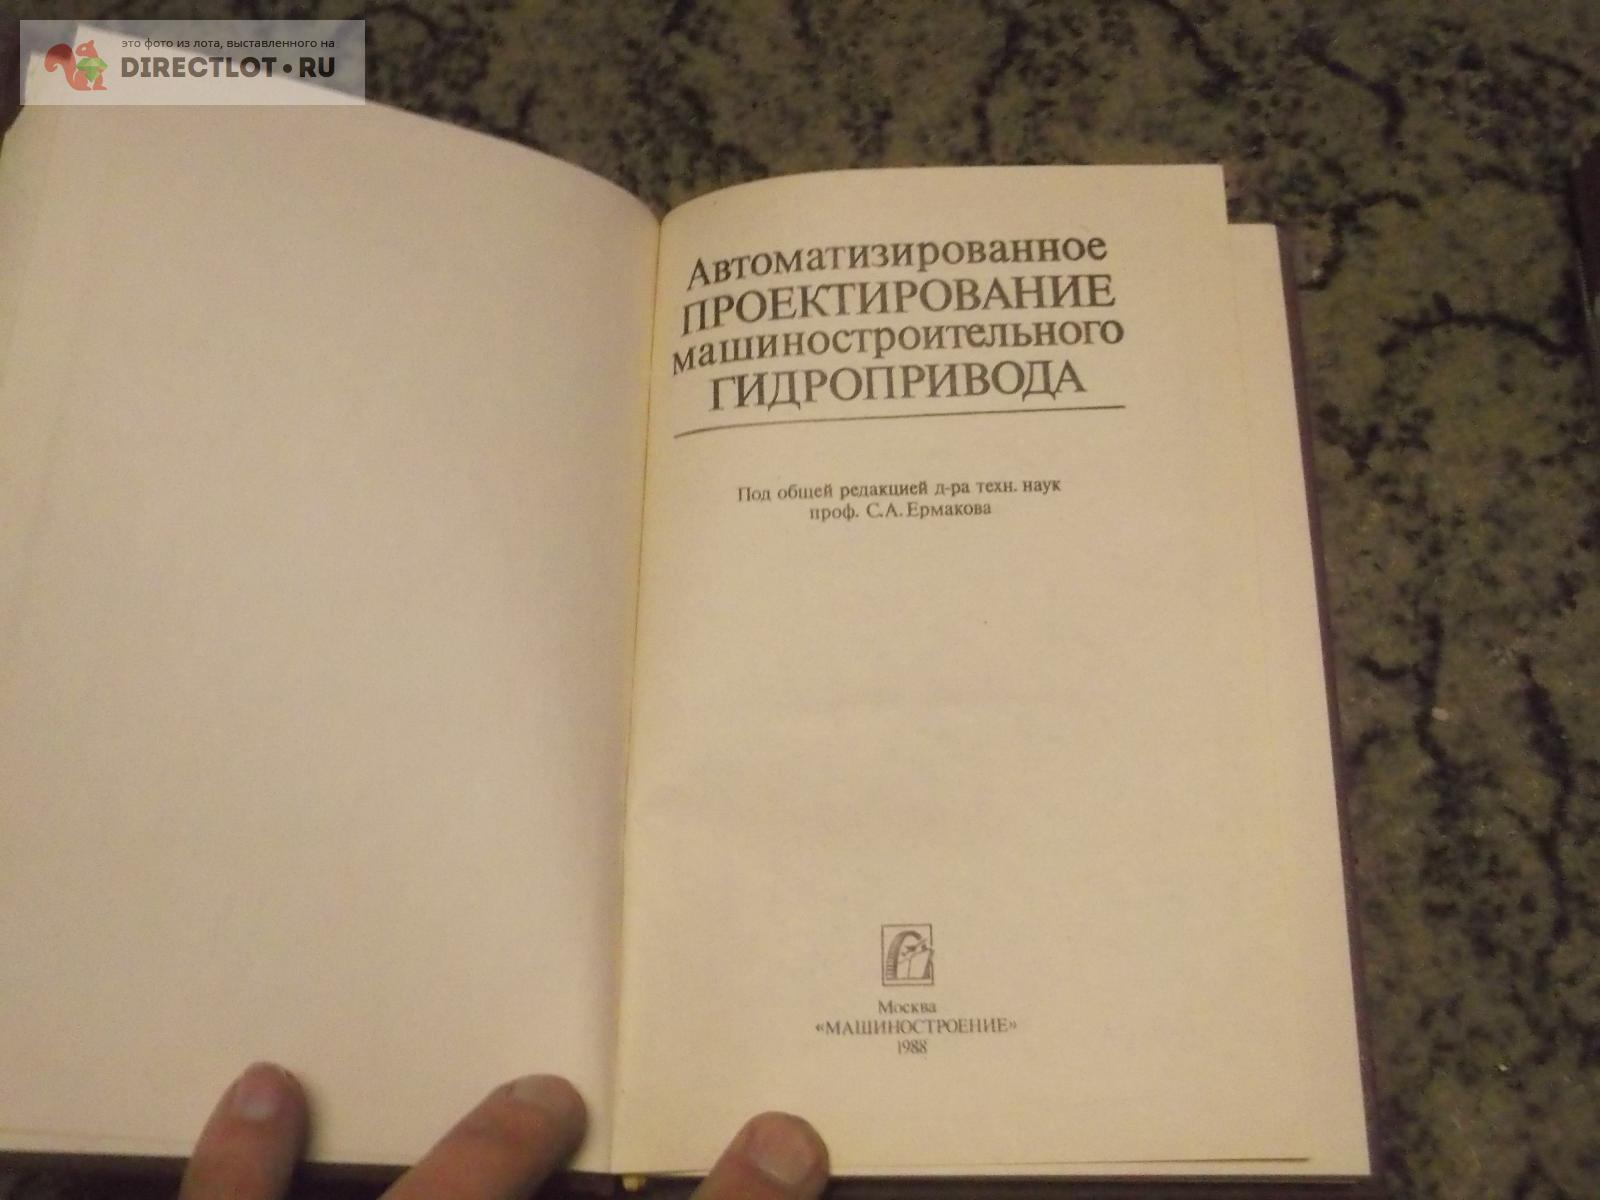 это фото из лота, выставленного на
DIRECTLOT•RU
Автоматизированное
ПРОЕКТИРОВАНИЕ
машиностроительного
ГИДРОПРИВОДА
Под общей редакцией д-ра техн. наук
проф. С.А. Ермакова
Москва
«МАШИНОСТРОЕНИЕ»
1988